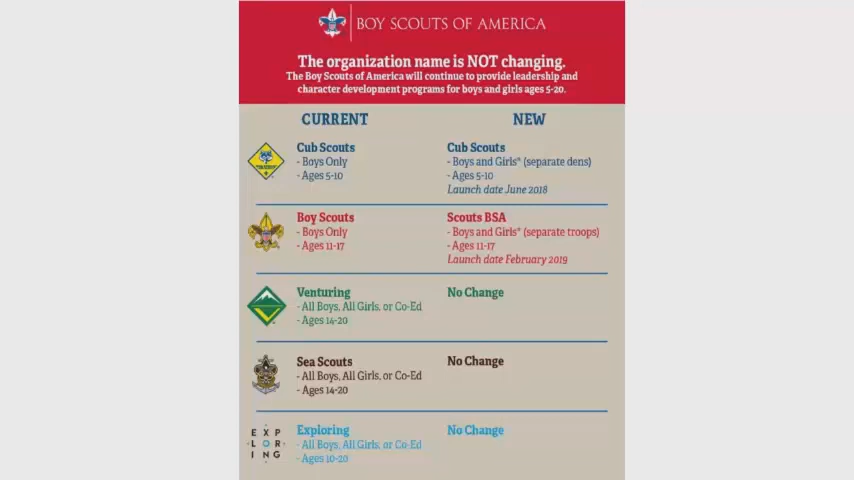 BOY SCOUTS OF AMERICA
The organization name is NOT changing.
The Boy Scouts of America will continue to provide leadership and
character development programs for boys and girls ages 5-20.
CURRENT
NEW
Cub Scouts
- Boys Only
- Ages 5-10
Cub Scouts
- Boys and Girls* (separate dens)
- Ages 5-10
Launch date June 2018
Boy Scouts
- Boys Only
- Ages 11-17
Scouts BSA
- Boys and Girls* (separate troops)
- Ages 11-17
Launch date February 2019
Venturing
- All Boys, All Girls, or Co-Ed
- Ages 14-20
No Change
Sea Scouts
- All Boys, All Girls, or Co-Ed
- Ages 14-20
No Change
EXP
LOR
ING
Exploring
- All Boys, All Girls, or Co-Ed
- Ages 10-20
No Change